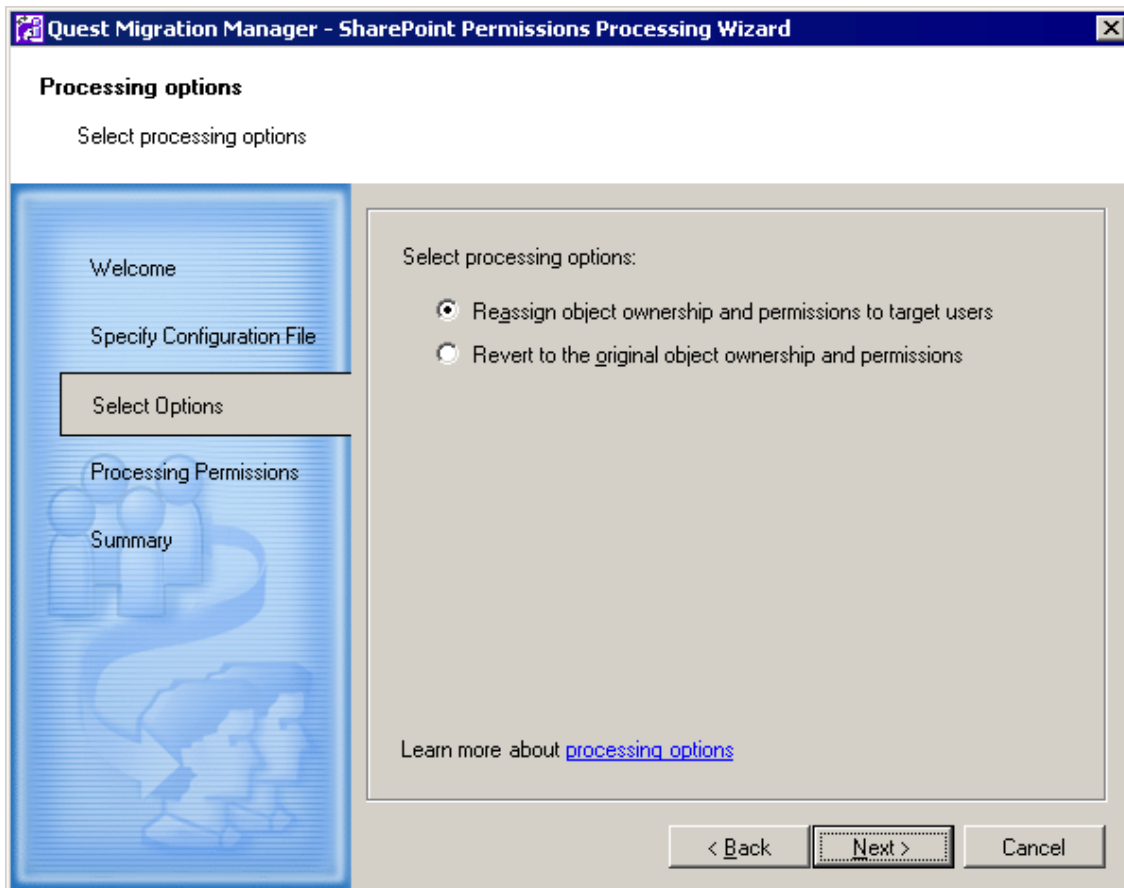 Quest Migration Manager - SharePoint Permissions Processing Wizard
Processing options
Select processing options
Welcome
Specify Configuration File
Select Options
Processing Permissions
Summary
Select processing options:
Reassign object ownership and permissions to target users
Revert to the original object ownership and permissions
Learn more about processing options
< Back
Next >
Cancel